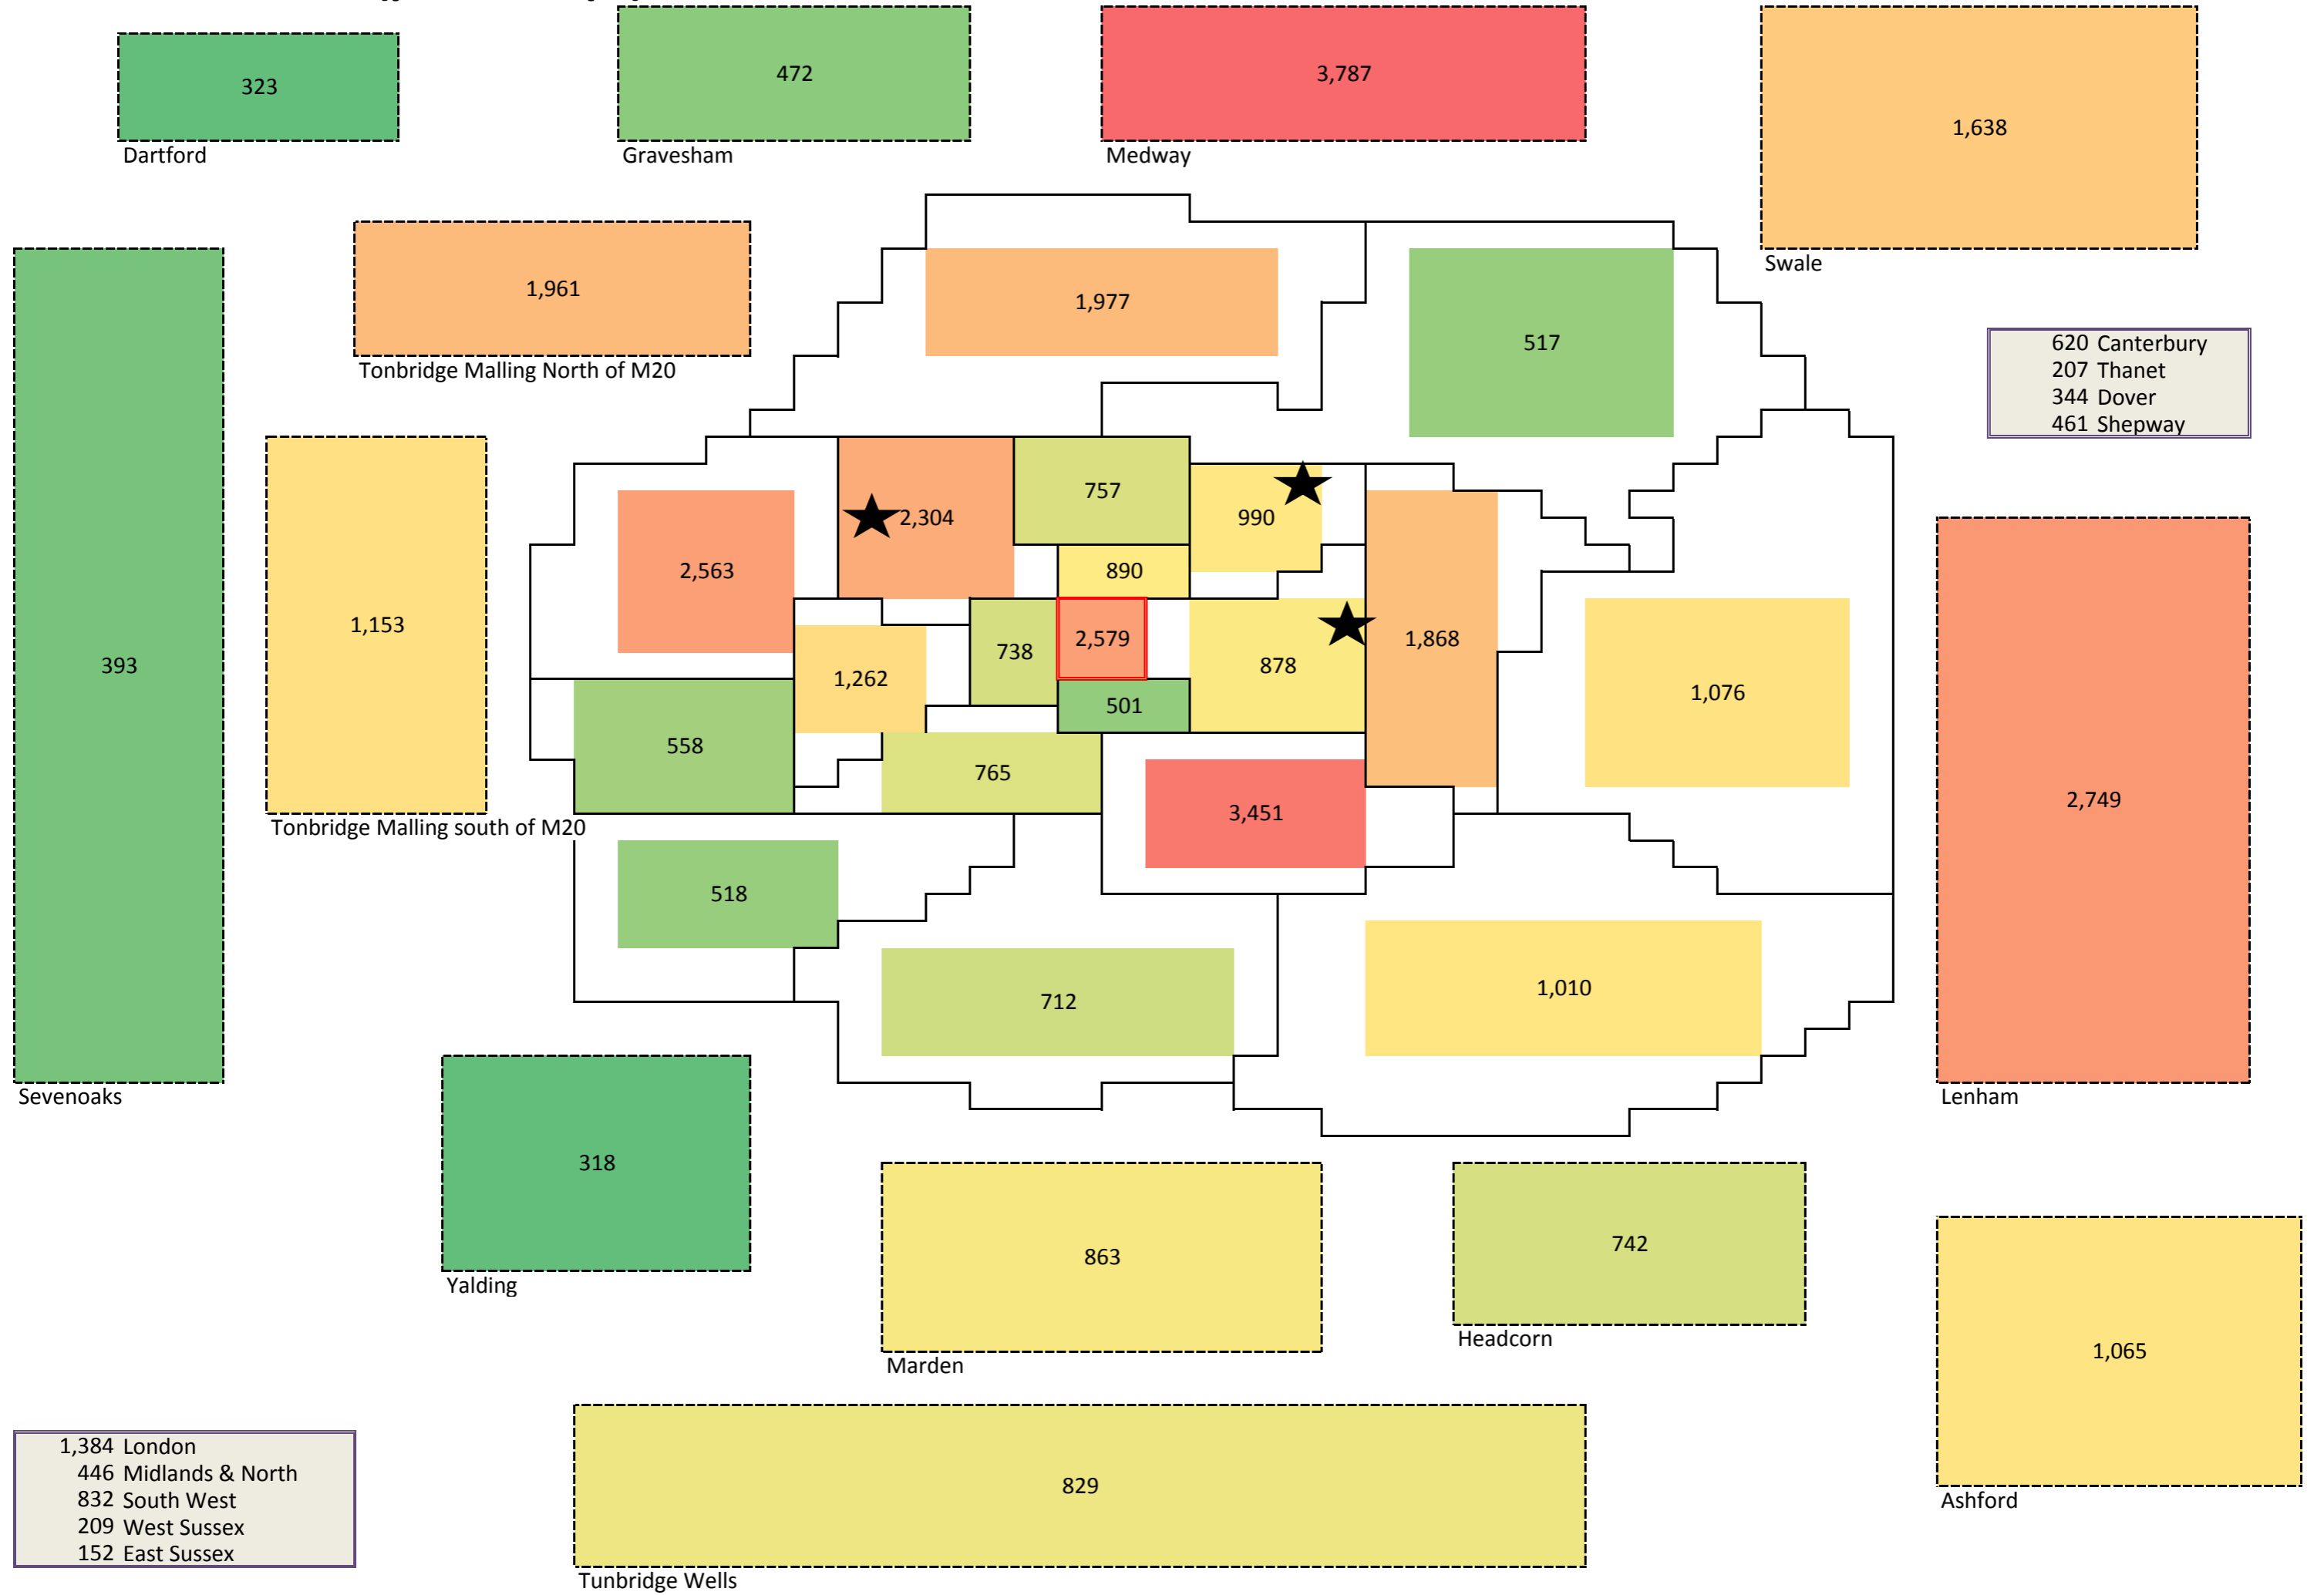 323
Dartford
472
Gravesham
3,787
Medway
1,638
Swale
1,961
Tonbridge Malling North of M20
1,977
517
620 Canterbury
207 Thanet
344 Dover
461 Shepway
393
Sevenoaks
1,153
Tonbridge Malling south of M20
2,563
2,304
757
990
890
738
2,579
878
1,868
1,262
501
1,076
558
765
3,451
2,749
Lenham
518
712
1,010
318
Yalding
863
Marden
742
Headcorn
1,065
Ashford
1,384 London
446 Midlands & North
832 South West
209 West Sussex
152 East Sussex
829
Tunbridge Wells